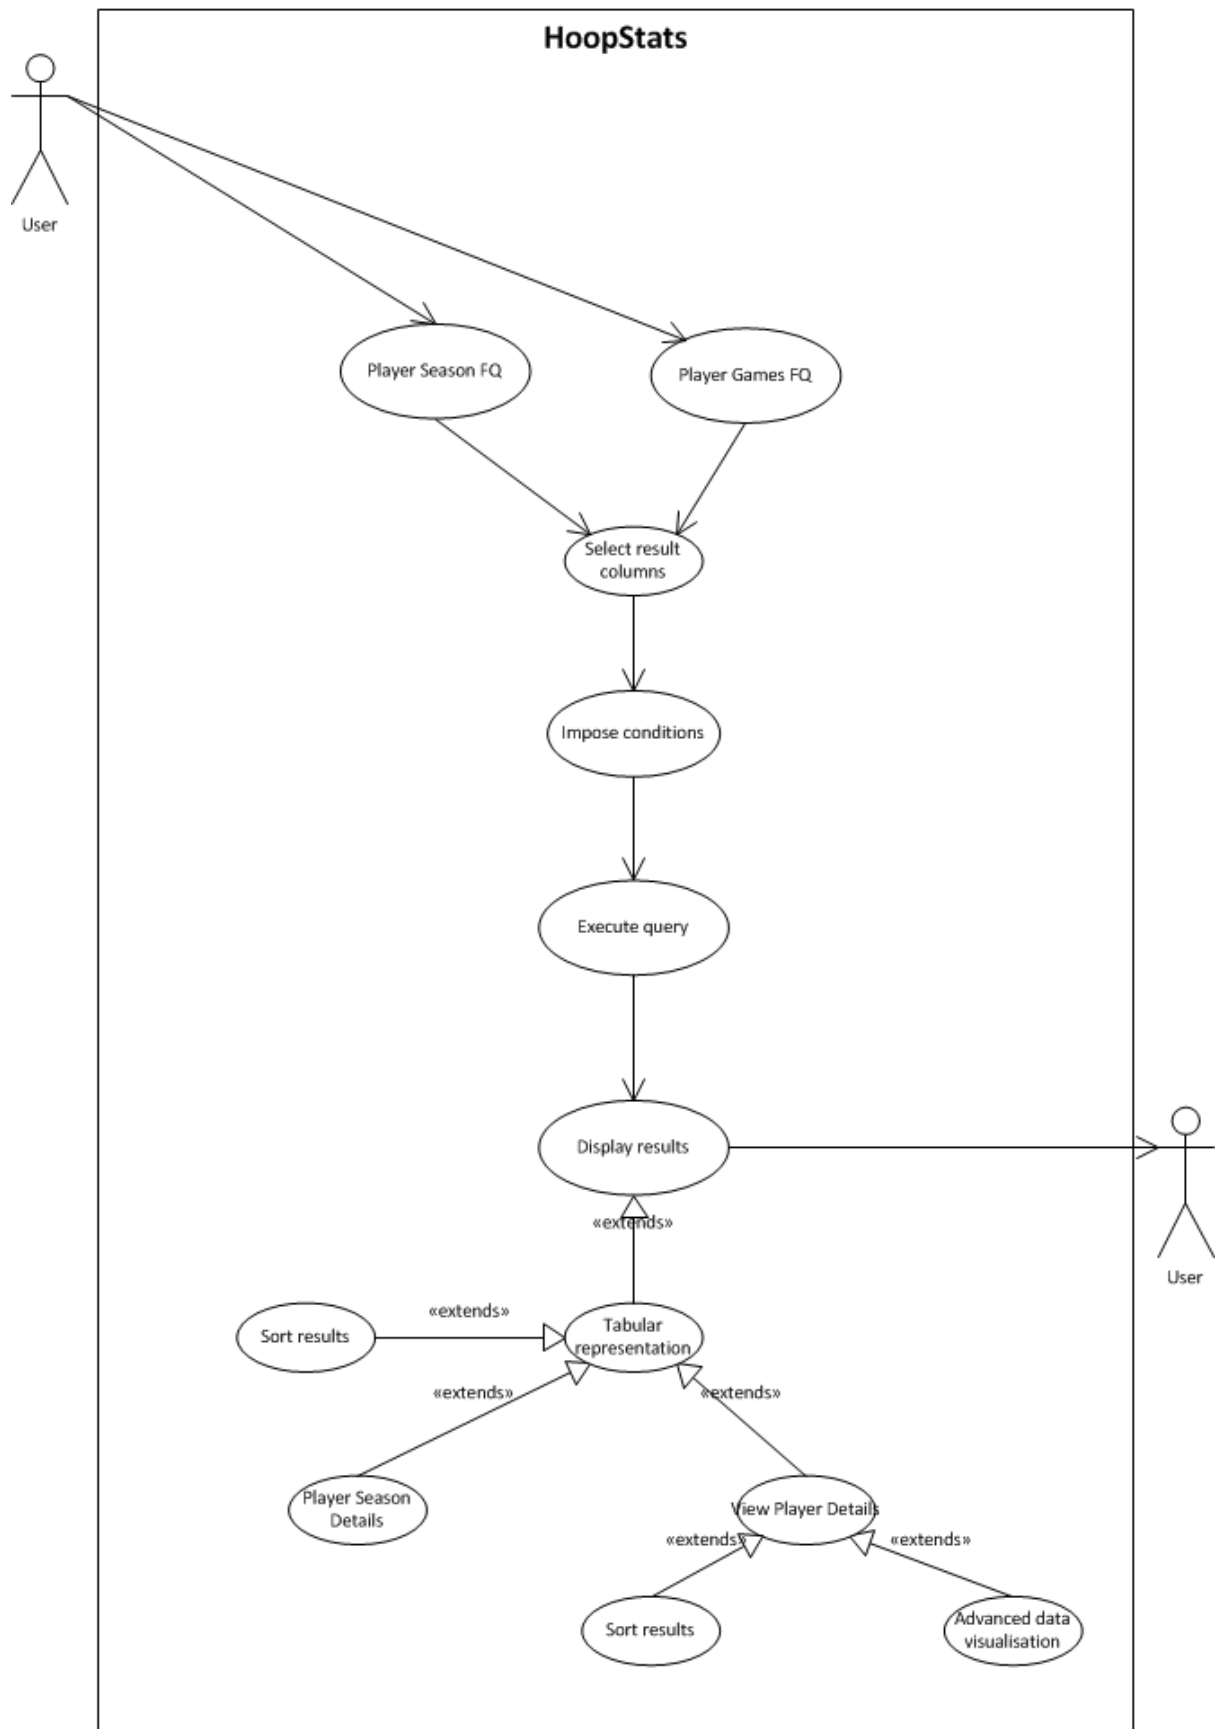 HoopStats
User
Player Season FQ
Player Games FQ
Select result
columns
Impose conditions
Execute query
Display results
«extends»
User
«extends»
Sort results
Tabular
representation
«extends»
«extends»
Player Season
Details
View Player Details
«extends»
«extends»
Sort results
Advanced data
visualisation